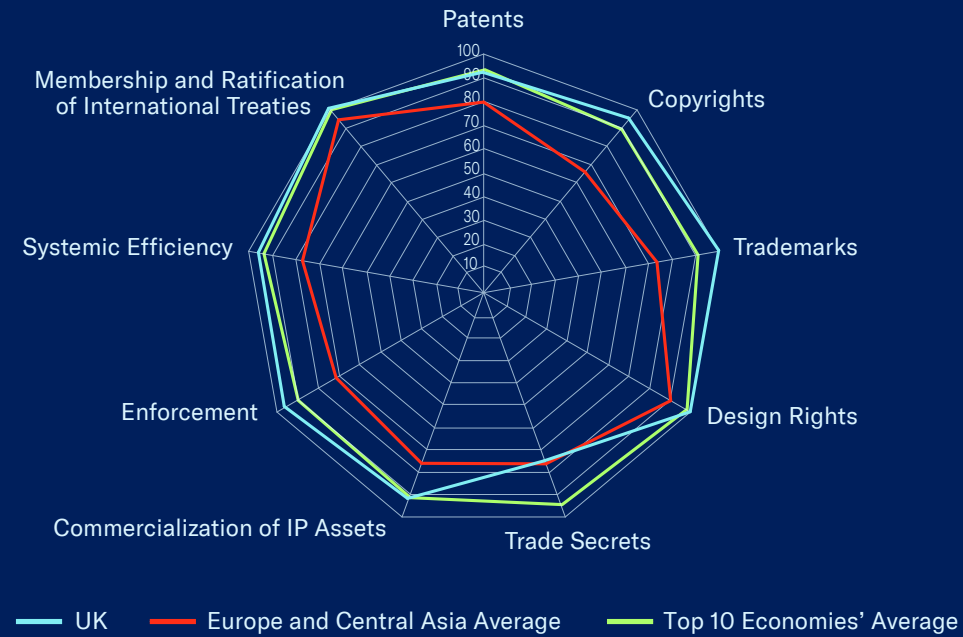 Patents
100
90
80
70
60
50
40
30
20
10
Membership and Ratification
of International Treaties
Copyrights
Systemic Efficiency
Trademarks
Enforcement
Design Rights
Commercialization of IP Assets
Trade Secrets
UK
Europe and Central Asia Average
Top 10 Economies’ Average